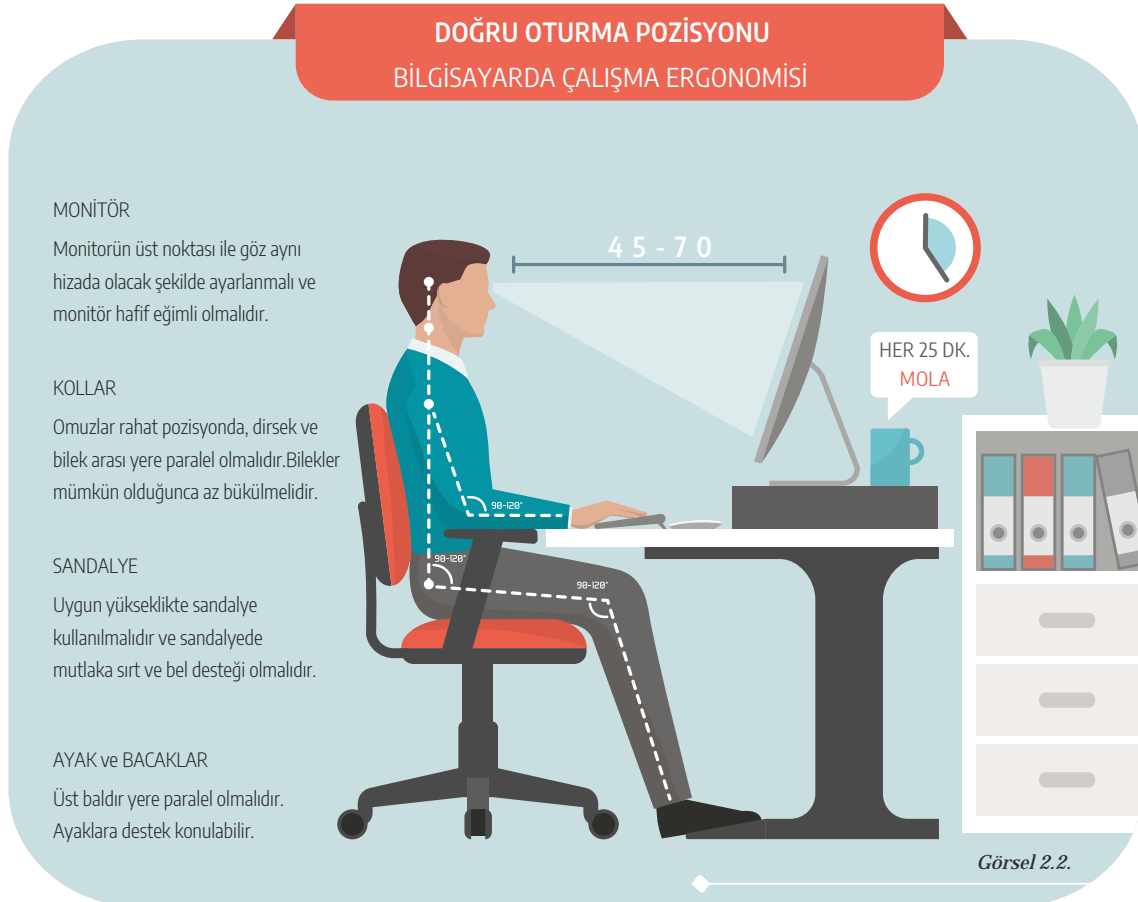 DOĞRU OTURMA POZİSYONU
BİLGİSAYARDA ÇALIŞMA ERGONOMİSİ
MONİTÖR
Monitorün üst noktası ile göz aynı
hizada olacak şekilde ayarlanmalı ve
monitör hafif eğimli olmalıdır.
KOLLAR
Omuzlar rahat pozisyonda, dirsek ve
bilek arası yere paralel olmalıdır.Bilekler
mümkün olduğunca az bükülmelidir.
SANDALYE
Uygun yükseklikte sandalye
kullanılmalıdır ve sandalyede
mutlaka sırt ve bel desteği olmalıdır.
AYAK ve BACAKLAR
Üst baldır yere paralel olmalıdır.
Ayaklara destek konulabilir.
45-70
HER 25 DK.
MOLA
90-120°
90-120°
90-120°
Görsel 2.2.